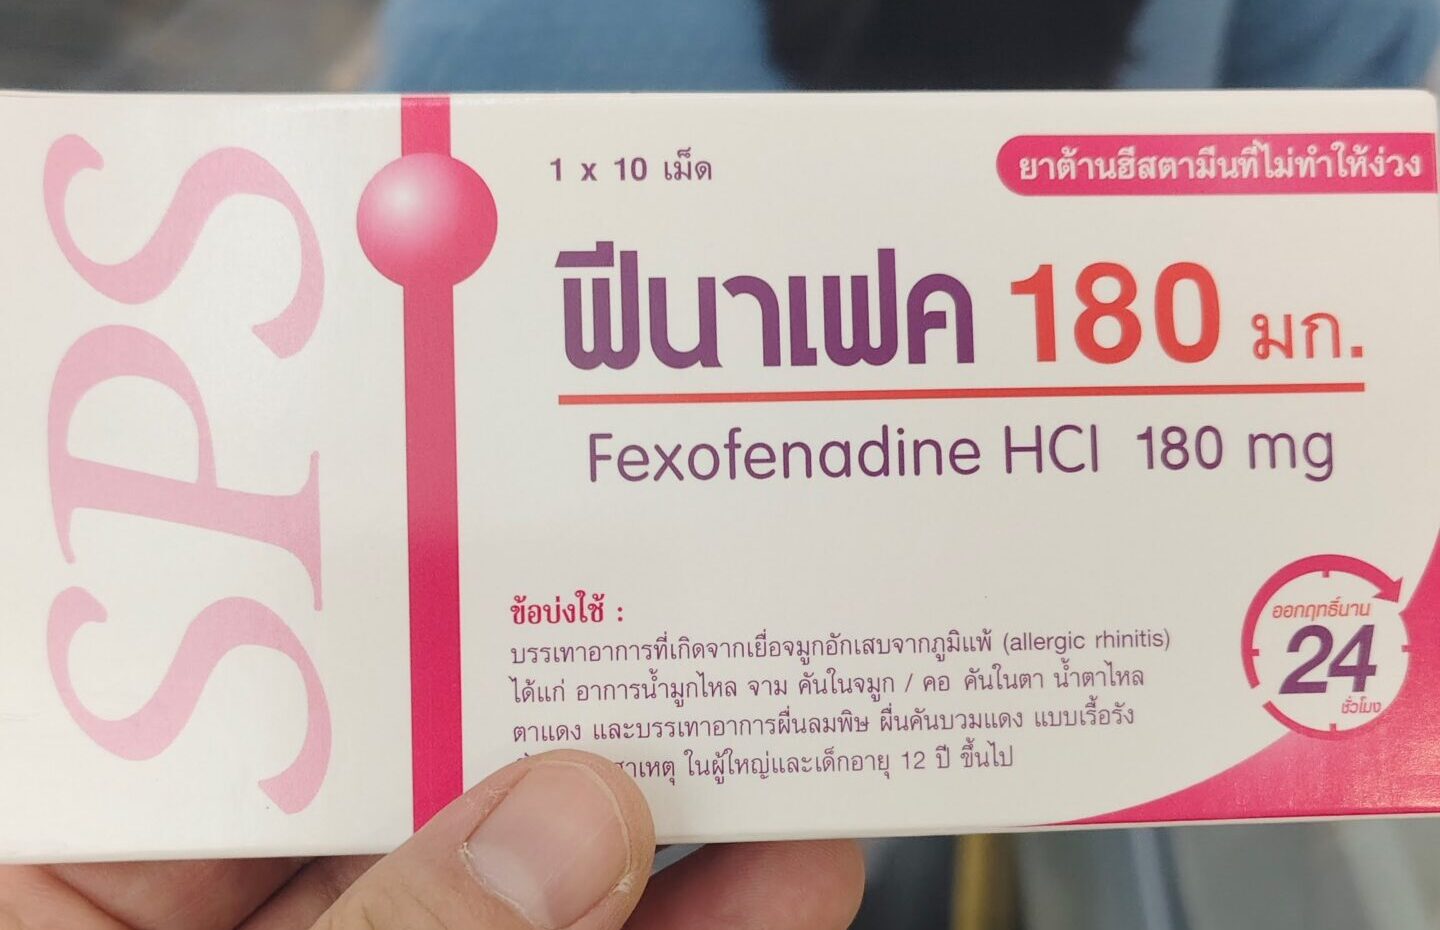 SPS
1 x 10 เม็ด
ยาต้านฮีสตามีนที่ไม่ทำให้ง่วง
ฟีนาเฟค 180 มก.
Fexofenadine HCl 180 mg
ข้อบ่งใช้ :
บรรเทาอาการที่เกิดจากเยื่อจมูกอักเสบจากภูมิแพ้ (allergic rhinitis)
ได้แก่ อาการน้ำมูกไหล จาม คันในจมูก / คอ คันในตา น้ำตาไหล
ตาแดง และบรรเทาอาการผื่นลมพิษ ผื่นคันบวมแดง แบบเรื้อรัง
าเหตุ ในผู้ใหญ่และเด็กอายุ 12 ปี ขึ้นไป
ออกฤทธิ์นาน
24
ชั่วโมง